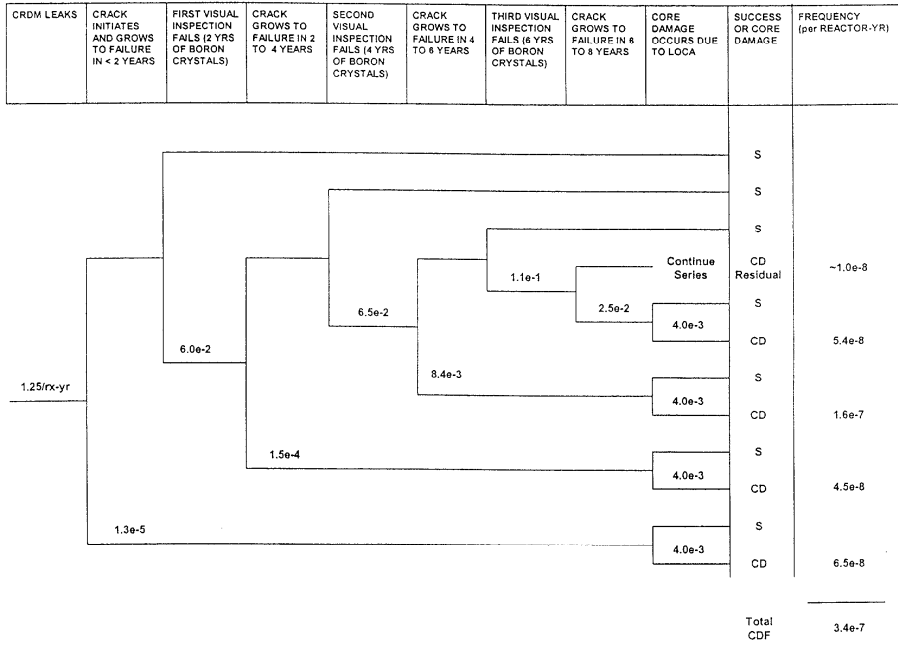 CRDM LEAKS
CRACK
INITIATES
AND GROWS
TO FAILURE
IN < 2 YEARS
FIRST VISUAL
INSPECTION
FAILS (2 YRS
OF BORON
CRYSTALS)
CRACK
GROWS TO
FAILURE IN 2
TO 4 YEARS
SECOND
VISUAL
INSPECTION
FAILS (4 YRS
OF BORON
CRYSTALS)
CRACK
GROWS TO
FAILURE IN 4
TO 6 YEARS
THIRD VISUAL
INSPECTION
FAILS (6 YRS
OF BORON
CRYSTALS)
CRACK
GROWS TO
FAILURE IN 6
TO 8 YEARS
CORE
DAMAGE
OCCURS DUE
TO LOCA
SUCCESS
OR CORE
DAMAGE
FREQUENCY
(per REACTOR-YR)
S
S
S
Continue
Series
CD
Residual
~1.0e-8
1.1e-1
2.5e-2
S
6.5e-2
4.0e-3
CD
5.4e-8
6.0e-2
8.4e-3
S
1.25/rx-yr
4.0e-3
CD
1.6e-7
1.5e-4
S
4.0e-3
CD
4.5e-8
1.3e-5
S
4.0e-3
CD
6.5e-8
Total
CDF
3.4e-7